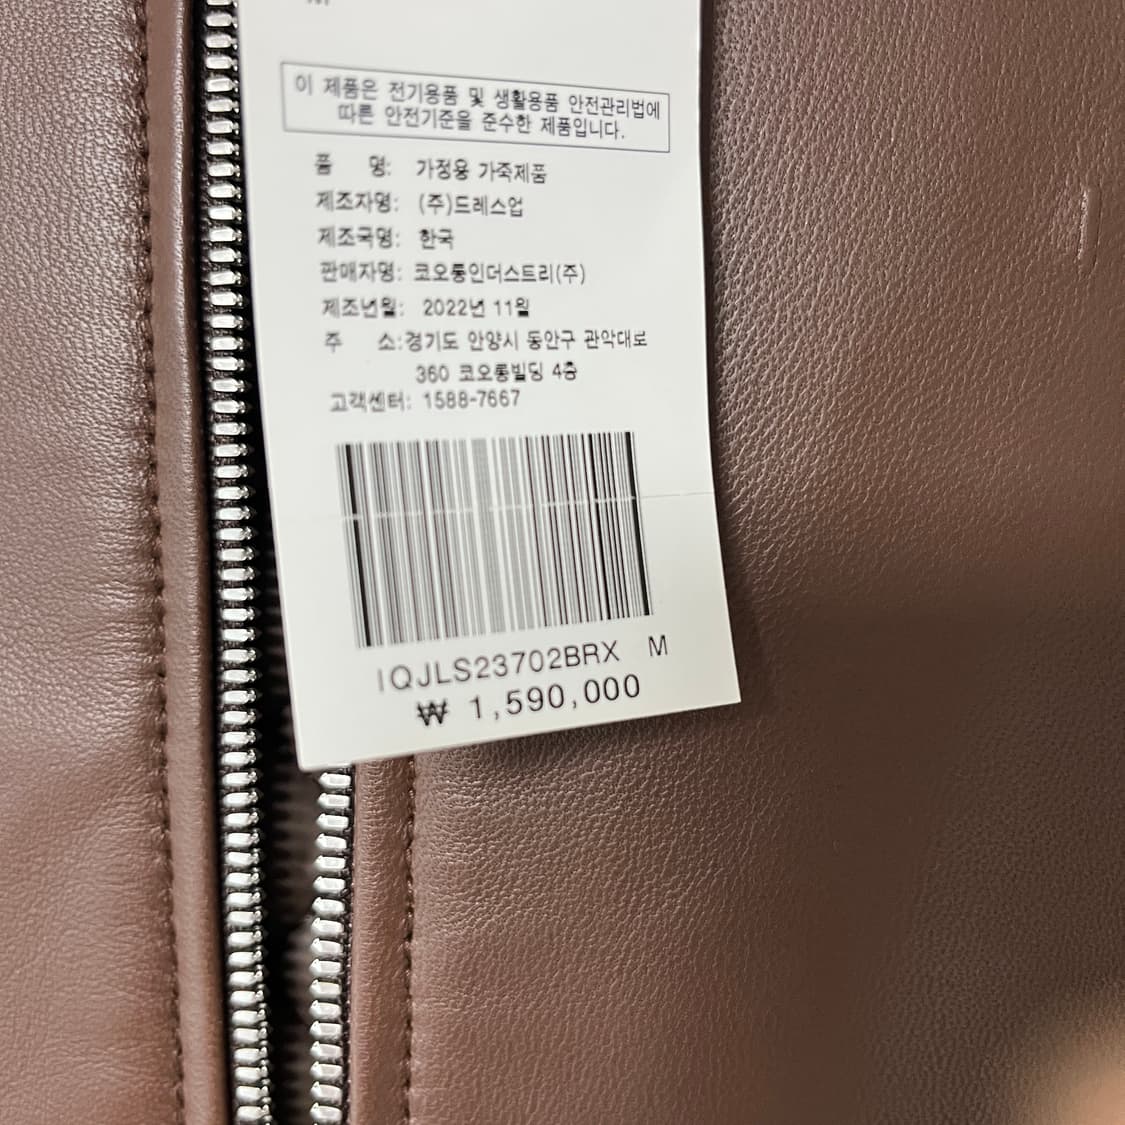 이 제품은 전기용품 및 생활용품 안전관리법에
따른 안전기준을 준수한 제품입니다.
품 명: 가정용 가죽제품
제조자명: (주)드레스업
제조국명: 한국
판매자명: 코오롱인더스트리(주)
제조년월: 2022년 11월
주 소:경기도 안양시 동안구 관악대로
360 코오롱빌딩 4층
고객센터: 1588-7667
IQJLS23702BRX M
₩ 1,590,000